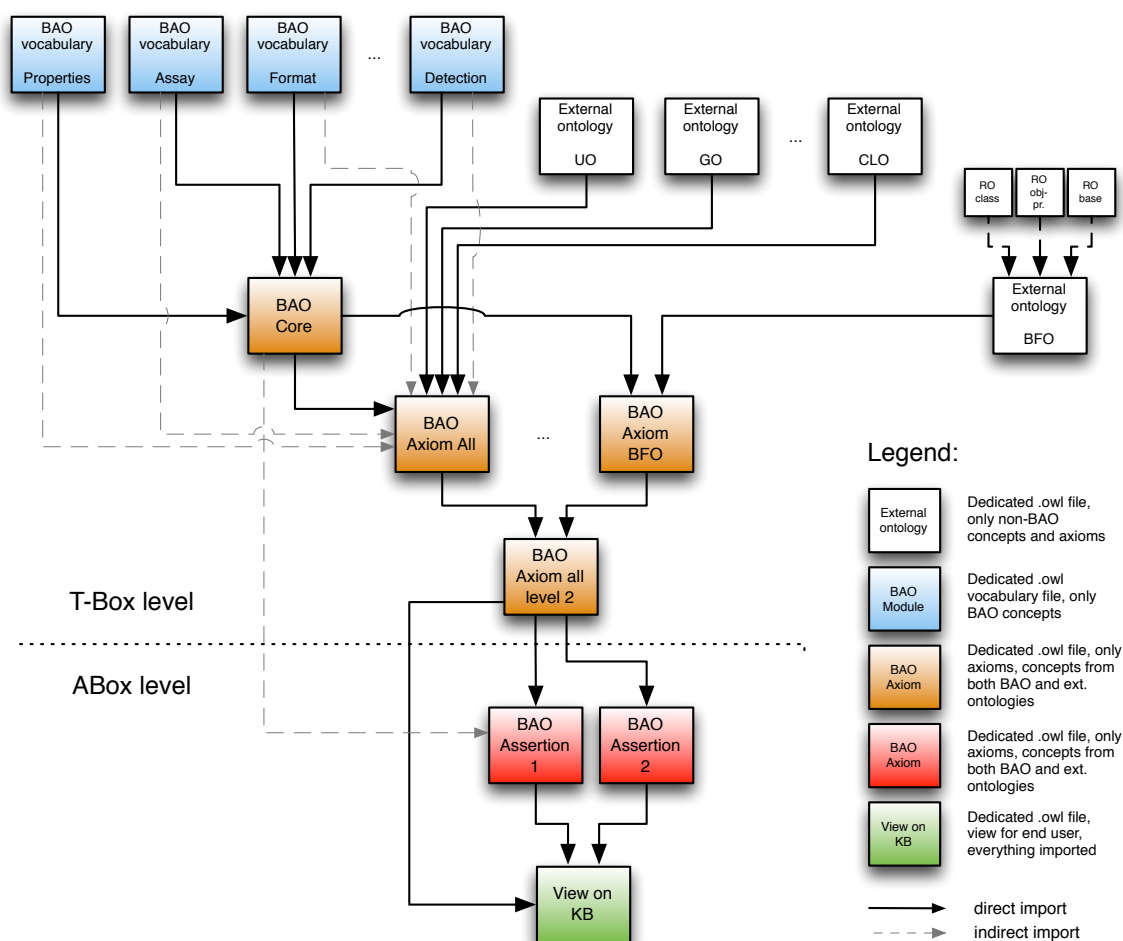 BAO
vocabulary
Properties
BAO
vocabulary
Assay
BAO
vocabulary
Format
...
BAO
vocabulary
Detection
External
ontology
UO
External
ontology
GO
...
External
ontology
CLO
RO
class
RO
obj-
pr.
RO
base
BAO
Core
External
ontology
BFO
BAO
Axiom All
...
BAO
Axiom
BFO
BAO
Axiom all
level 2
T-Box level
ABox level
BAO
Assertion
1
BAO
Assertion
2
View on
KB
Legend:
External
ontology
Dedicated .owl file,
only non-BAO
concepts and axioms
BAO
Module
Dedicated .owl
vocabulary file, only
BAO concepts
BAO
Axiom
Dedicated .owl file, only
axioms, concepts from
both BAO and ext.
ontologies
BAO
Axiom
Dedicated .owl file, only
axioms, concepts from
both BAO and ext.
ontologies
View on
KB
Dedicated .owl file,
view for end user,
everything imported
direct import
indirect import